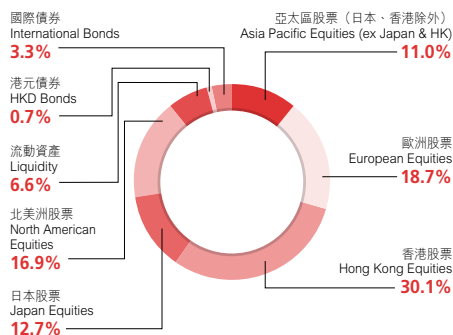 國際債券
International Bonds
3.3%
港元債券
HKD Bonds
0.7%
流動資產
Liquidity
6.6%
北美洲股票
North American
Equities
16.9%
日本股票
Japan Equities
12.7%
亞太區股票（日本、香港除外）
Asia Pacific Equities (ex Japan & HK)
11.0%
歐洲股票
European Equities
18.7%
香港股票
Hong Kong Equities
30.1%